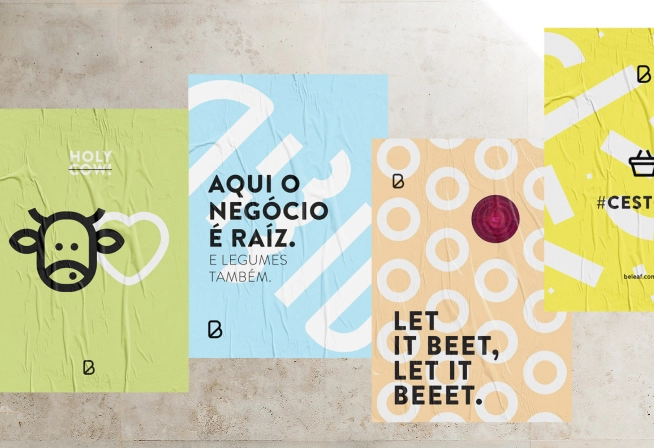 HOLY
COW!
AQUI O
NEGÓCIO
É RAÍZ.
E LEGUMES
TAMBÉM.
B
B
B
LET
IT BEET,
LET IT
BEEET.
B
#CEST
beleaf.com